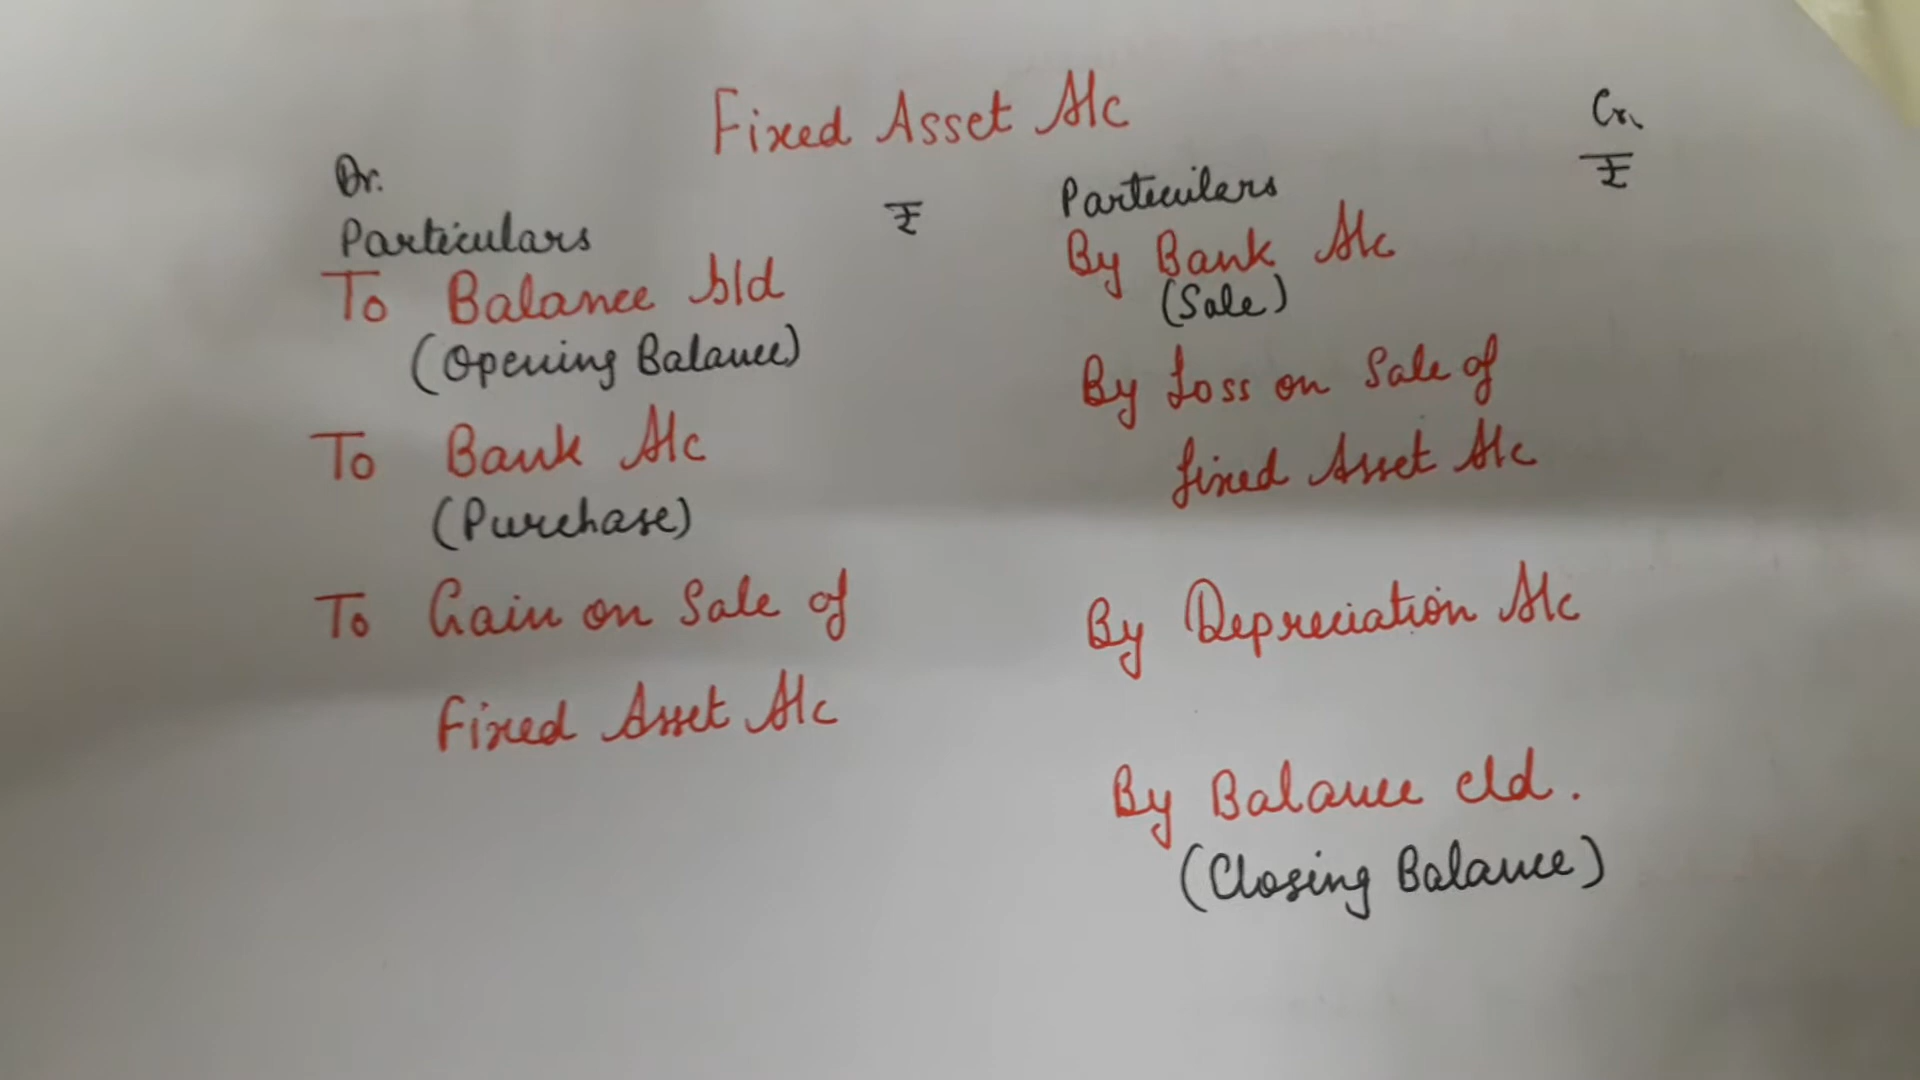 Fixed Asset A/c
Dr.
Cr.
Particulars ₹
Particulars ₹
To Balance b/d
(Opening Balance)
To Bank A/c
(Purchase)
To Gain on Sale of
Fixed Asset A/c
By Bank A/c
(Sale)
By Loss on Sale of
fixed Asset A/c
By Depreciation A/c
By Balance c/d.
(Closing Balance)